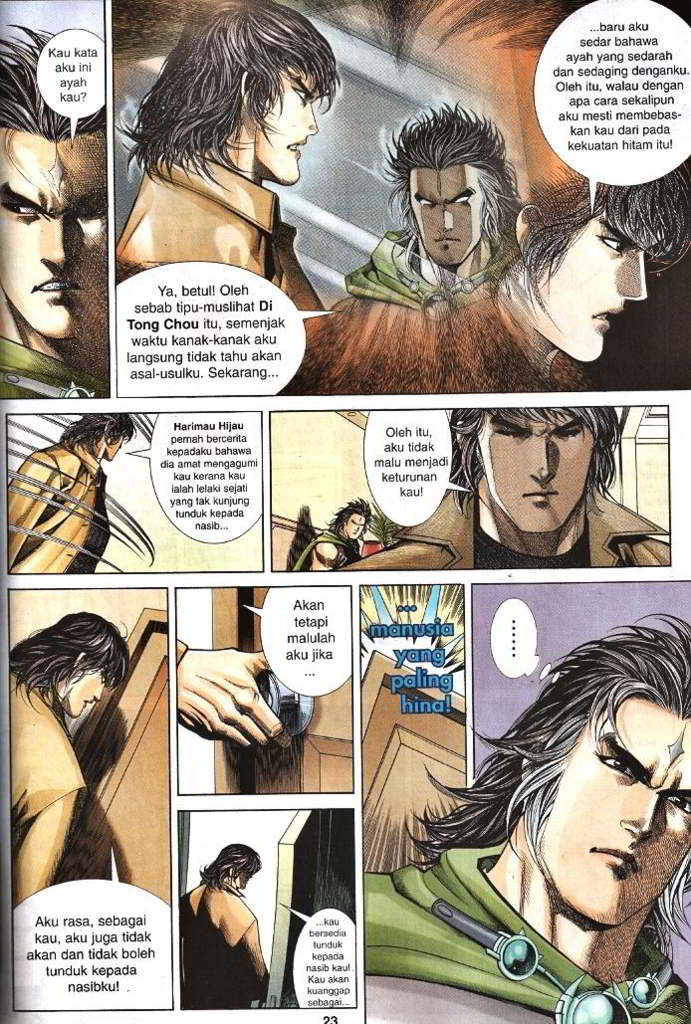 Kau kata
aku ini
ayah
kau?
Ya, betul! Oleh
sebab tipu-muslihat Di
Tong Chou itu, semenjak
waktu kanak-kanak aku
langsung tidak tahu akan
asal-usulku. Sekarang...
...baru aku
sedar bahawa
ayah yang sedarah
dan sedaging denganku.
Oleh itu, walau dengan
apa cara sekalipun
aku mesti membebas-
kan kau dari pada
kekuatan hitam itu!
Harimau Hijau
pernah bercerita
kepadaku bahawa
dia amat mengagumi
kau kerana kau
ialah lelaki sejati
yang tak kunjung
tunduk kepada
nasib...
Oleh itu,
aku tidak
malu menjadi
keturunan
kau!
Aku rasa, sebagai
kau, aku juga tidak
akan dan tidak boleh
tunduk kepada
nasibku!
Akan
tetapi
malulah
aku jika
...
...kau
bersedia
tunduk
kepada
nasib kau!
Kau akan
kuanggap
sebagai...
...
manusia
yang
paling
hina!
......
23